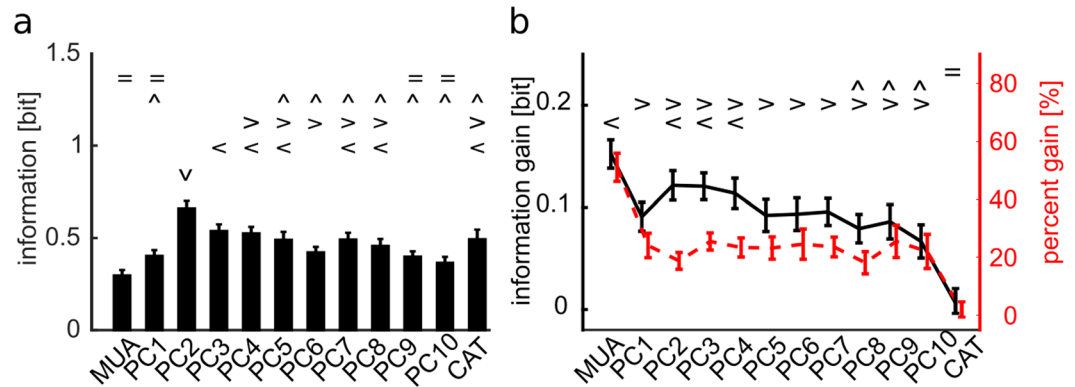 a
information [bit]
1.5
1
0.5
0
= = = =
^ ^ ^ ^ ^ ^ ^ ^
> > > > > >
< < < < < <
v
MUA PC1 PC2 PC3 PC4 PC5 PC6 PC7 PC8 PC9 PC10 CAT
b
information gain [bit]
0.2
0.1
0
=
^ ^ ^
> > > > > > > > > >
< < < <
MUA PC1 PC2 PC3 PC4 PC5 PC6 PC7 PC8 PC9 PC10 CAT
percent gain [%]
80
60
40
20
0